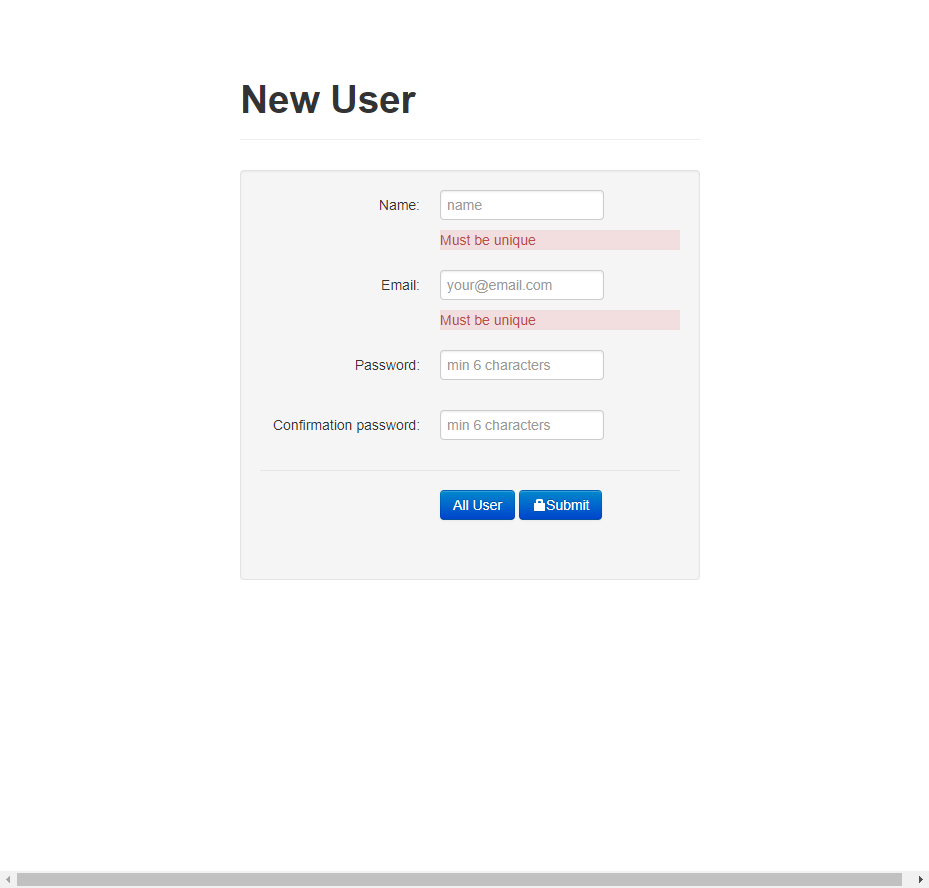 New User
Name:
name
Must be unique
Email:
your@email.com
Must be unique
Password:
min 6 characters
Confirmation password:
min 6 characters
All User
Submit